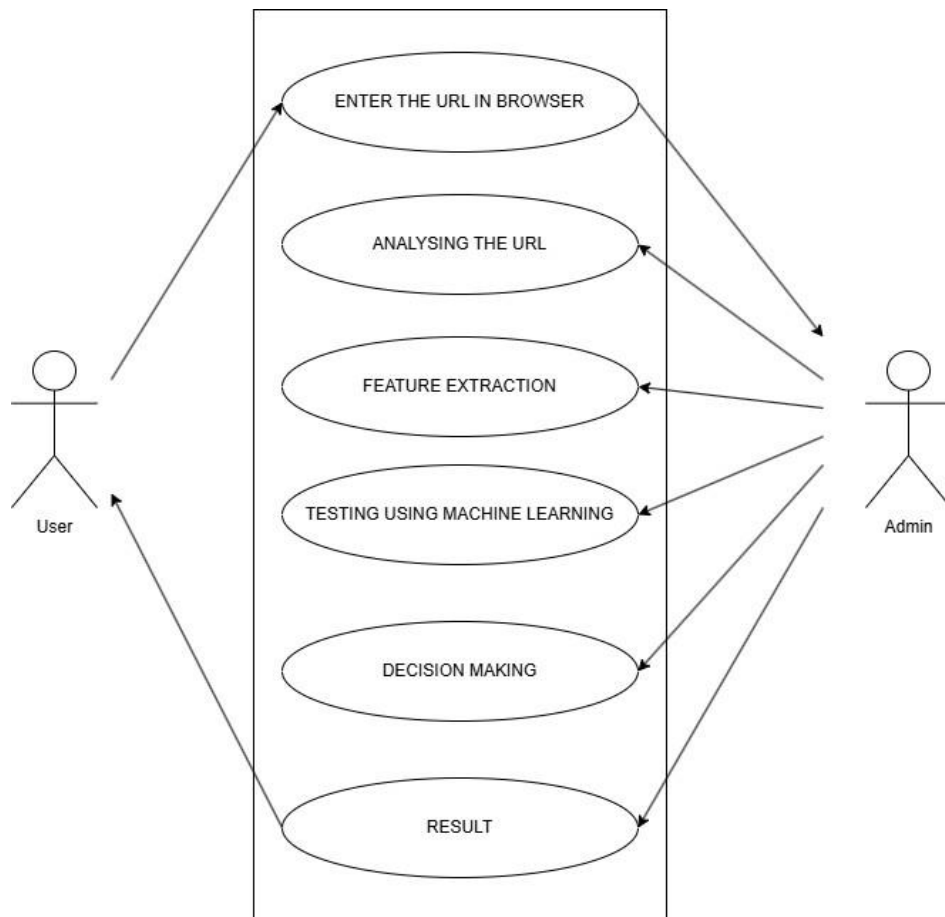 ENTER THE URL IN BROWSER
ANALYSING THE URL
FEATURE EXTRACTION
TESTING USING MACHINE LEARNING
User
Admin
DECISION MAKING
RESULT